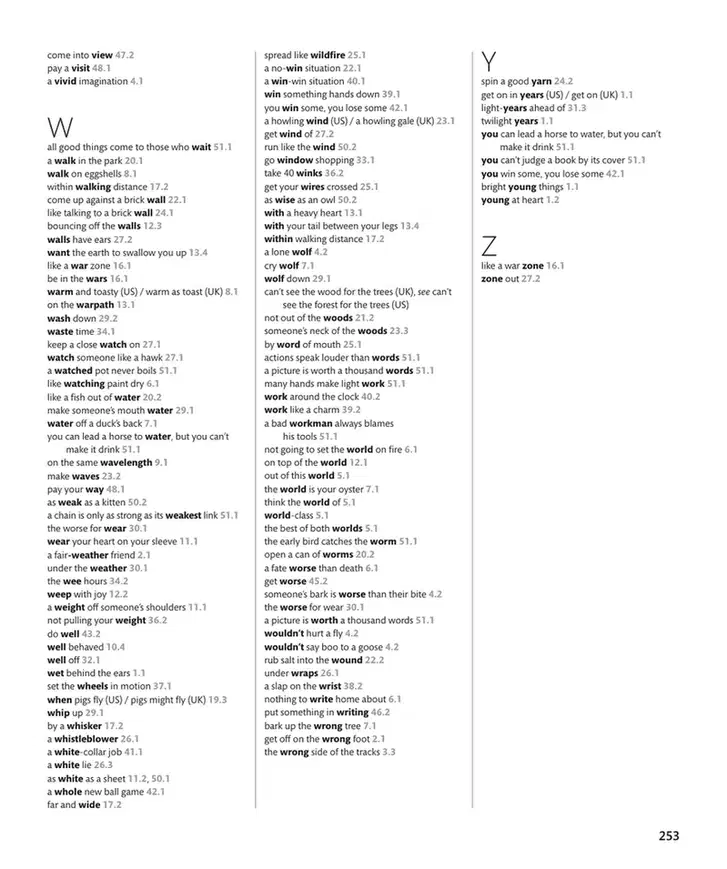 come into view 47.2
pay a visit 48.1
a vivid imagination 4.1
W
all good things come to those who wait 51.1
a walk in the park 20.1
walk on eggshells 8.1
within walking distance 17.2
come up against a brick wall 22.1
like talking to a brick wall 24.1
bouncing off the walls 12.3
walls have ears 27.2
want the earth to swallow you up 13.4
like a war zone 16.1
be in the wars 16.1
warm and toasty (US) / warm as toast (UK) 8.1
on the warpath 13.1
wash down 29.2
waste time 34.1
keep a close watch on 27.1
watch someone like a hawk 27.1
a watched pot never boils 51.1
like watching paint dry 6.1
like a fish out of water 20.2
make someone's mouth water 29.1
water off a duck's back 7.1
you can lead a horse to water, but you can't
make it drink 51.1
on the same wavelength 9.1
make waves 23.2
pay your way 48.1
as weak as a kitten 50.2
a chain is only as strong as its weakest link 51.1
the worse for wear 30.1
wear your heart on your sleeve 11.1
a fair-weather friend 2.1
under the weather 30.1
the wee hours 34.2
weep with joy 12.2
a weight off someone's shoulders 11.1
not pulling your weight 36.2
do well 43.2
well behaved 10.4
well off 32.1
wet behind the ears 1.1
set the wheels in motion 37.1
when pigs fly (US) / pigs might fly (UK) 19.3
whip up 29.1
by a whisker 17.2
a whistleblower 26.1
a white-collar job 41.1
a white lie 26.3
as white as a sheet 11.2, 50.1
a whole new ball game 42.1
far and wide 17.2
spread like wildfire 25.1
a no-win situation 22.1
a win-win situation 40.1
win something hands down 39.1
you win some, you lose some 42.1
a howling wind (US) / a howling gale (UK) 23.1
get wind of 27.2
run like the wind 50.2
go window shopping 33.1
take 40 winks 36.2
get your wires crossed 25.1
as wise as an owl 50.2
with a heavy heart 13.1
with your tail between your legs 13.4
within walking distance 17.2
a lone wolf 4.2
cry wolf 7.1
wolf down 29.1
can't see the wood for the trees (UK), see can't
see the forest for the trees (US)
not out of the woods 21.2
someone's neck of the woods 23.3
by word of mouth 25.1
actions speak louder than words 51.1
a picture is worth a thousand words 51.1
many hands make light work 51.1
work around the clock 40.2
work like a charm 39.2
a bad workman always blames
his tools 51.1
not going to set the world on fire 6.1
on top of the world 12.1
out of this world 5.1
the world is your oyster 7.1
think the world of 5.1
world-class 5.1
the best of both worlds 5.1
the early bird catches the worm 51.1
open a can of worms 20.2
a fate worse than death 6.1
get worse 45.2
someone's bark is worse than their bite 4.2
the worse for wear 30.1
a picture is worth a thousand words 51.1
wouldn't hurt a fly 4.2
wouldn't say boo to a goose 4.2
rub salt into the wound 22.2
under wraps 26.1
a slap on the wrist 38.2
nothing to write home about 6.1
put something in writing 46.2
bark up the wrong tree 7.1
get off on the wrong foot 2.1
the wrong side of the tracks 3.3
Y
spin a good yarn 24.2
get on in years (US) / get on (UK) 1.1
light-years ahead of 31.3
twilight years 1.1
you can lead a horse to water, but you can't
make it drink 51.1
you can't judge a book by its cover 51.1
you win some, you lose some 42.1
bright young things 1.1
young at heart 1.2
Z
like a war zone 16.1
zone out 27.2
253